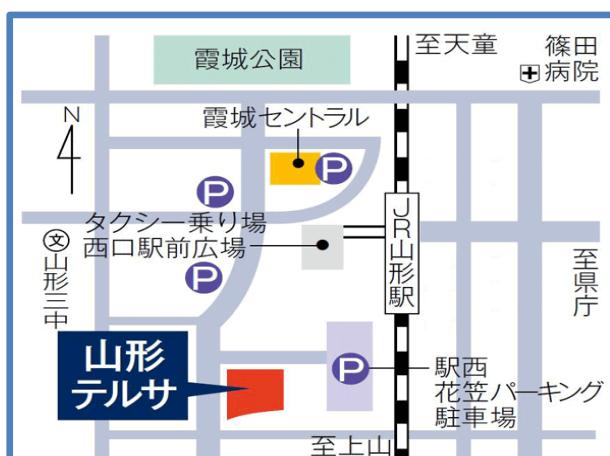 至天童
篠田
病院
霞城公園
N
霞城セントラル
P
P
タクシー乗り場
西口駅前広場
JR山形駅
文
山形三中
至県庁
P
山形
テルサ
P
駅西
花笠パーキング
駐車場
至上山